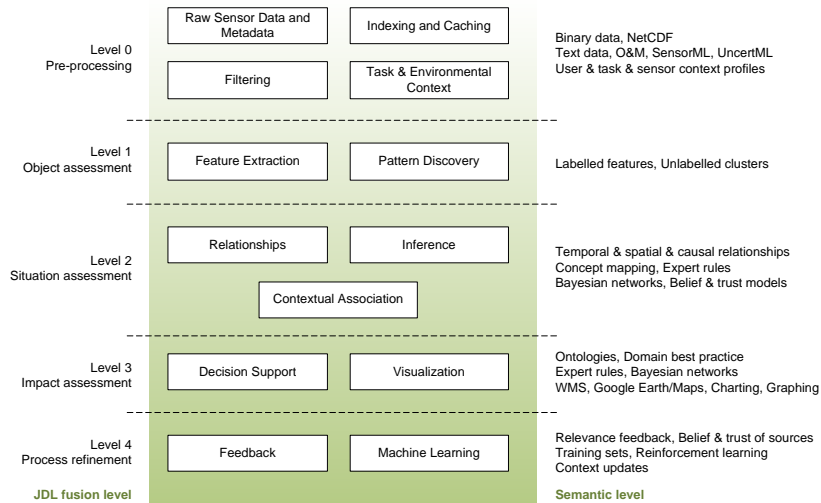 Level 0
Pre-processing
Raw Sensor Data and
Metadata
Indexing and Caching
Filtering
Task & Environmental
Context
Binary data, NetCDF
Text data, O&M, SensorML, UncertML
User & task & sensor context profiles
Level 1
Object assessment
Feature Extraction
Pattern Discovery
Labelled features, Unlabelled clusters
Level 2
Situation assessment
Relationships
Inference
Contextual Association
Temporal & spatial & causal relationships
Concept mapping, Expert rules
Bayesian networks, Belief & trust models
Level 3
Impact assessment
Decision Support
Visualization
Ontologies, Domain best practice
Expert rules, Bayesian networks
WMS, Google Earth/Maps, Charting, Graphing
Level 4
Process refinement
Feedback
Machine Learning
Relevance feedback, Belief & trust of sources
Training sets, Reinforcement learning
Context updates
JDL fusion level
Semantic level